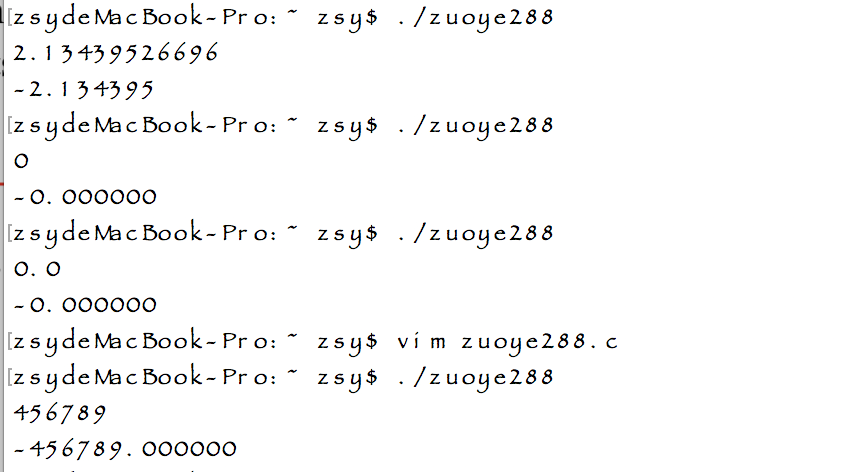 [zsydeMacBook-Pro:~ zsy$ ./zuoye288
2.13439526696
-2.134395
[zsydeMacBook-Pro:~ zsy$ ./zuoye288
0
-0.000000
[zsydeMacBook-Pro:~ zsy$ ./zuoye288
0.0
-0.000000
[zsydeMacBook-Pro:~ zsy$ vim zuoye288.c
[zsydeMacBook-Pro:~ zsy$ ./zuoye288
456789
-456789.000000